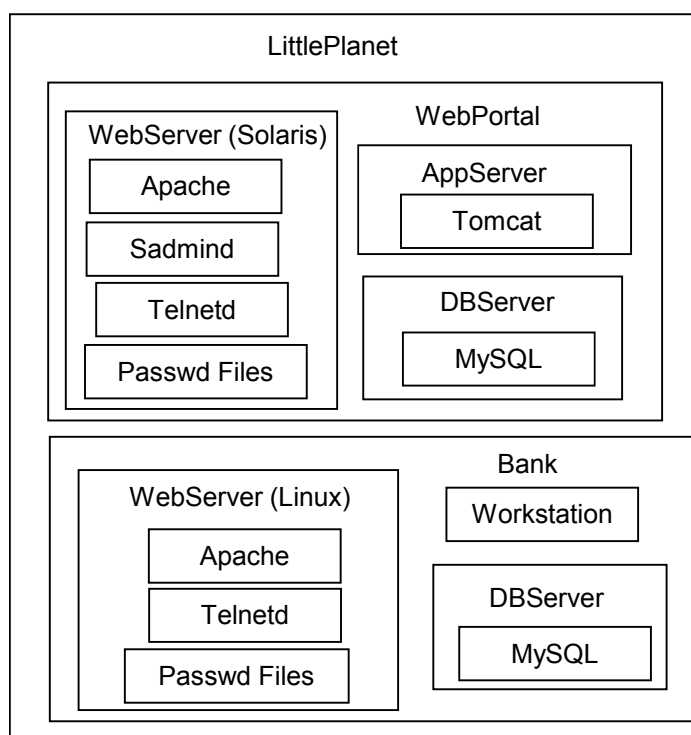 LittlePlanet
WebPortal
WebServer (Solaris)
Apache
Sadmind
Telnetd
Passwd Files
AppServer
Tomcat
DBServer
MySQL
Bank
WebServer (Linux)
Apache
Telnetd
Passwd Files
Workstation
DBServer
MySQL